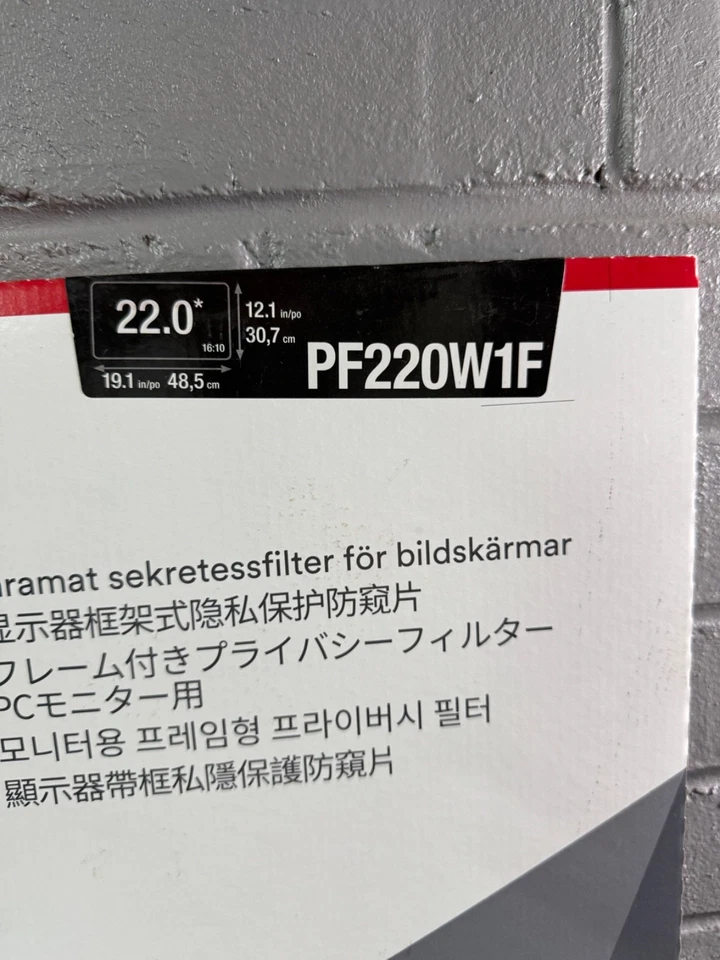 22.0*
16:10
12.1 in/po
30,7 cm
19.1 in/po 48,5 cm
PF220W1F
sekretessfilter för bildskärmar
显示器框架式隐私保护防窥片
フレーム付きプライバシーフィルター
PCモニター用
모니터용 프레임형 프라이버시 필터
顯示器帶框私隱保護防窺片